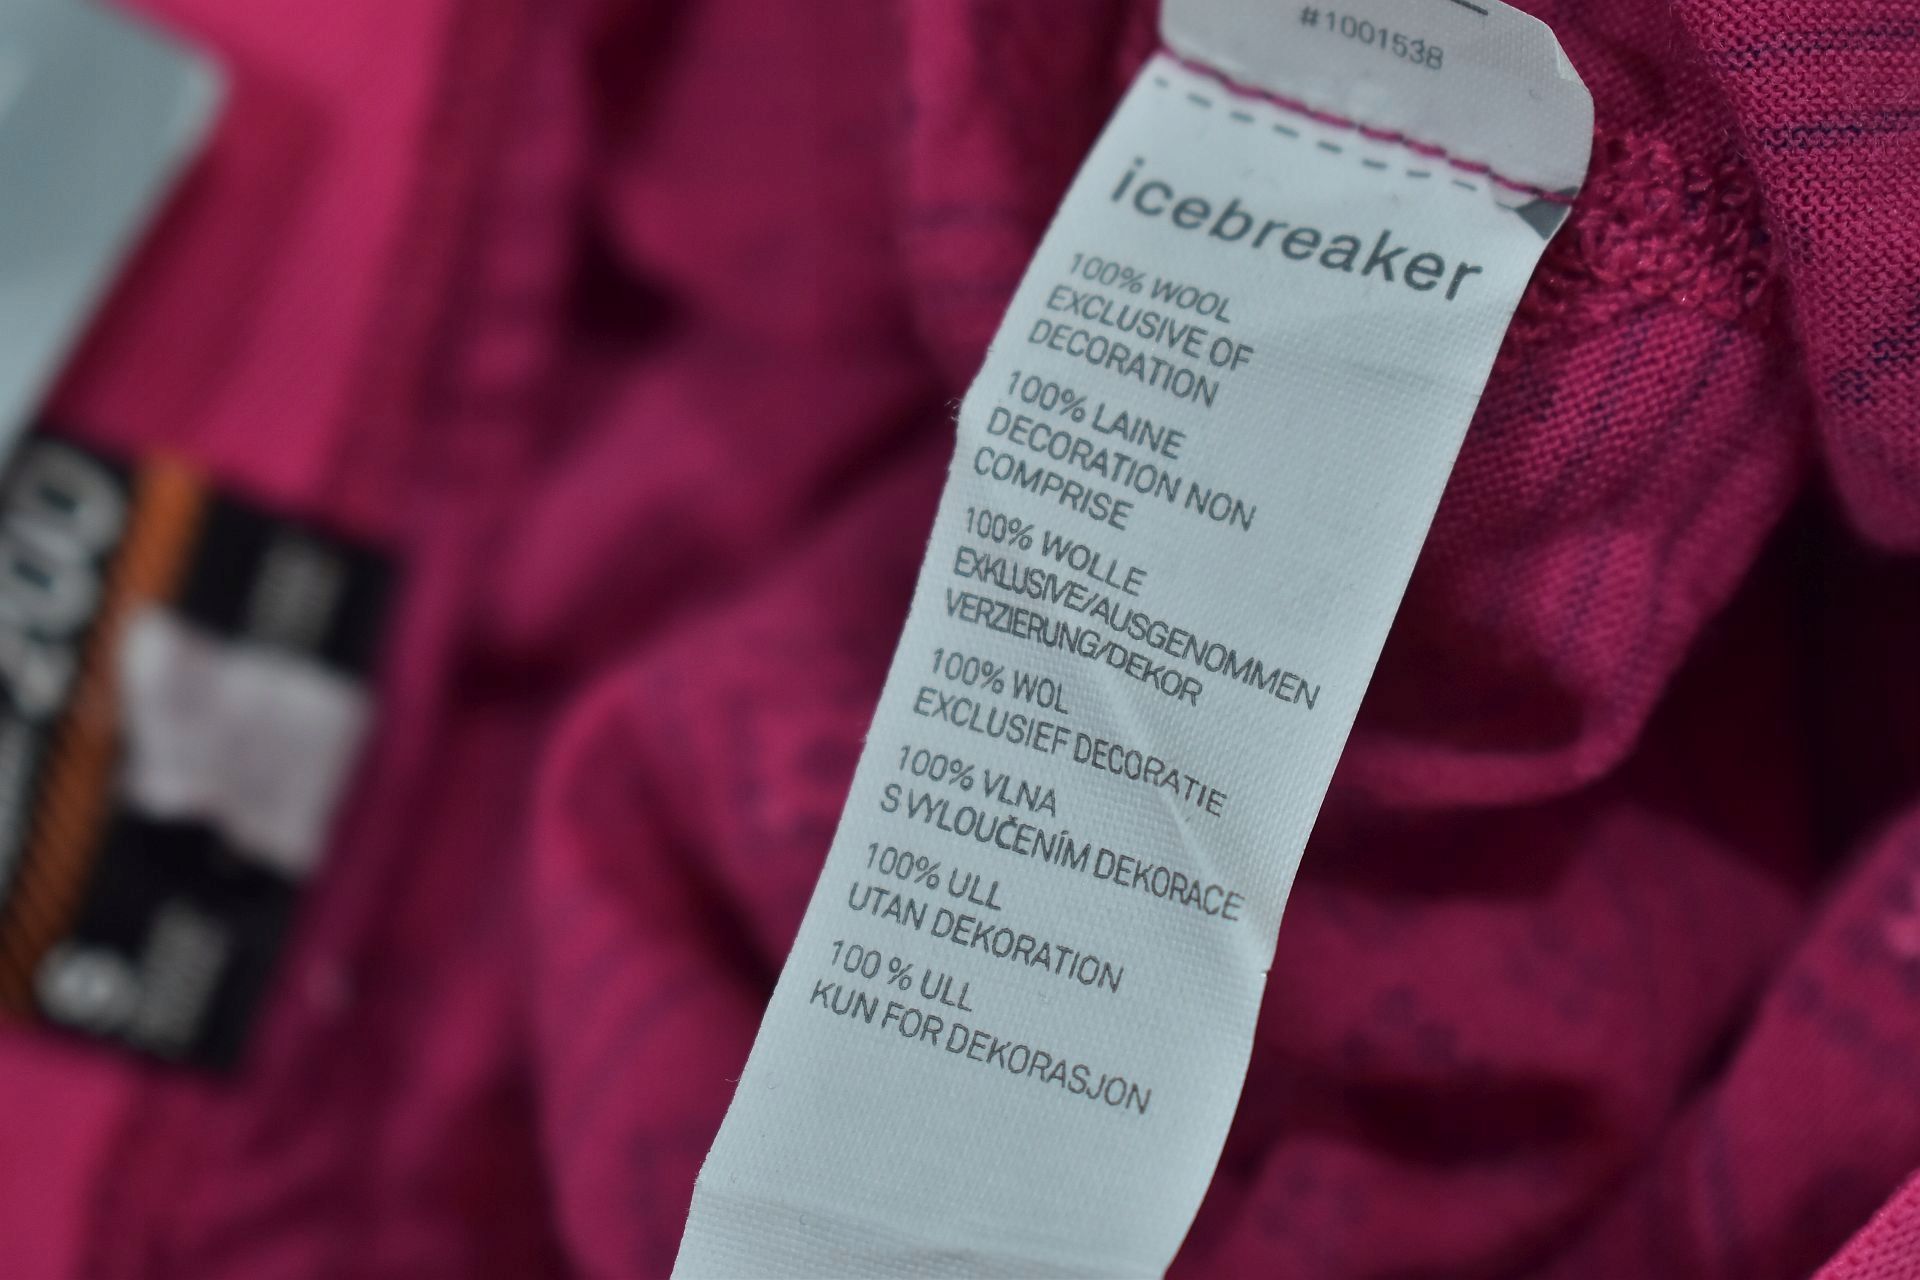 #1001538
icebreaker
100% WOOL
EXCLUSIVE OF
DECORATION
100% LAINE
DECORATION NON
COMPRISE
100% WOLLE
EXKLUSIVE/AUSGENOMMEN
VERZIERUNG/DEKOR
100% WOL
EXCLUSIEF DECORATIE
100% VLNA
S VYLOUČENÍM DEKORACE
100% ULL
UTAN DEKORATION
100 % ULL
KUN FOR DEKORASJON
200